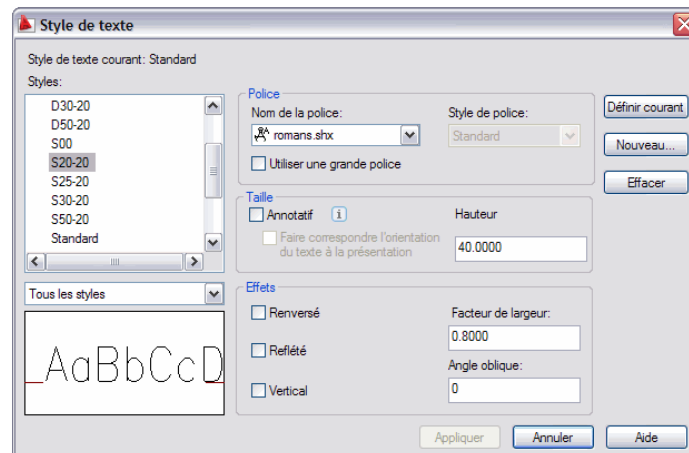 Style de texte
Style de texte courant: Standard
Styles:
D30-20
D50-20
S00
S20-20
S25-20
S30-20
S50-20
Standard
Tous les styles
AaBbCcD
Police
Nom de la police:
Style de police:
romans.shx
Standard
Utiliser une grande police
Taille
Annotatif
i
Hauteur
Faire correspondre l'orientation
du texte à la présentation
40.0000
Effets
Renversé
Facteur de largeur:
0.8000
Reflété
Angle oblique:
Vertical
0
Définir courant
Nouveau...
Effacer
Appliquer
Annuler
Aide